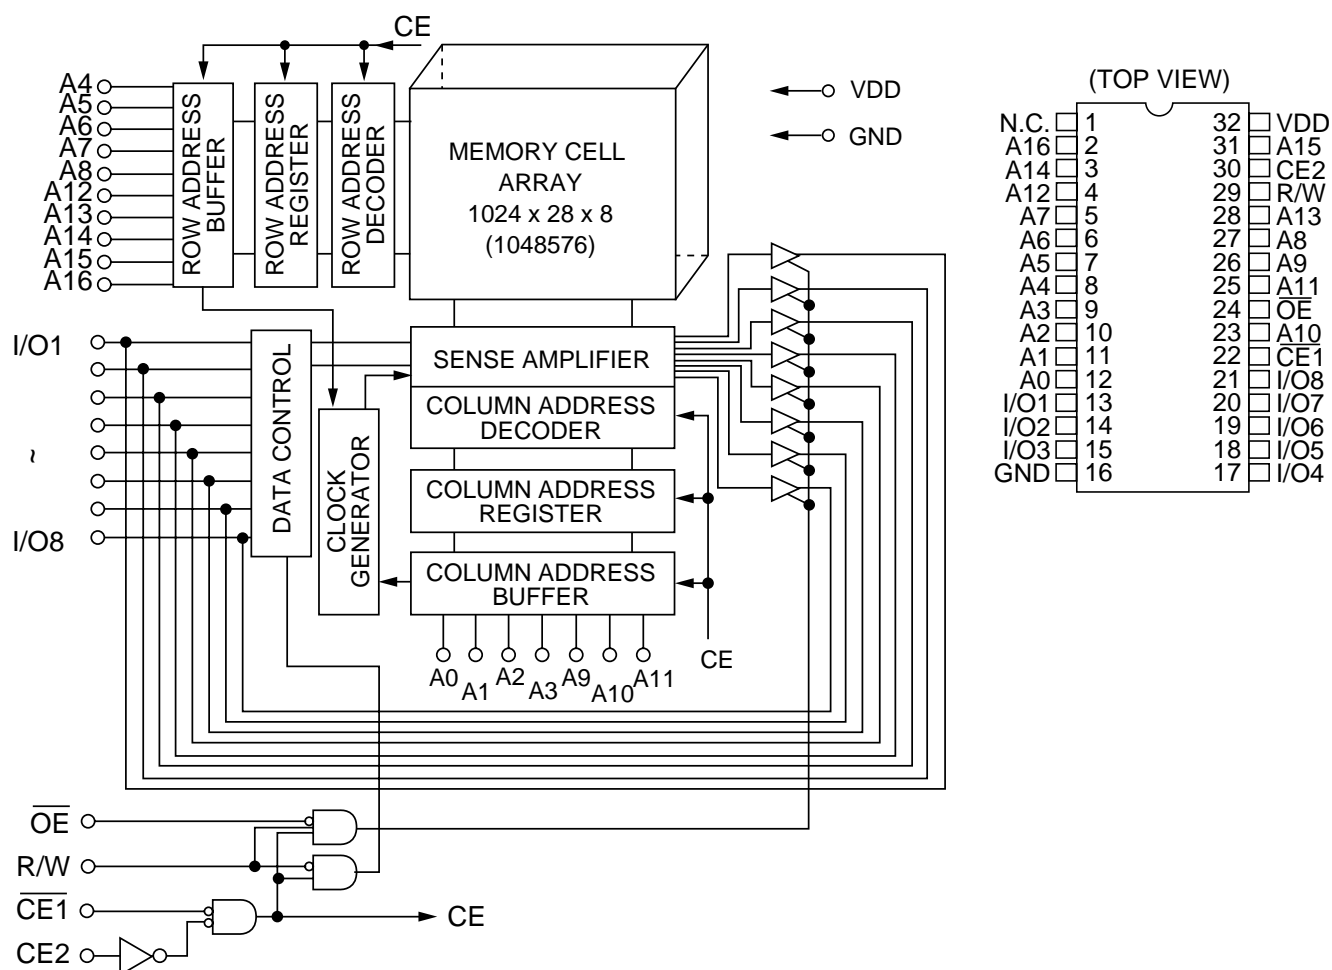 CE
A4
A5
A6
A7
A8
A12
A13
A14
A15
A16
ROW ADDRESS
BUFFER
ROW ADDRESS
REGISTER
ROW ADDRESS
DECODER
MEMORY CELL
ARRAY
1024 x 28 x 8
(1048576)
VDD
GND
I/O1
~
I/O8
DATA CONTROL
CLOCK
GENERATOR
SENSE AMPLIFIER
COLUMN ADDRESS
DECODER
COLUMN ADDRESS
REGISTER
COLUMN ADDRESS
BUFFER
A0
A1
A2
A3
A9
A10
A11
CE
OE
R/W
CE1
CE2
CE
(TOP VIEW)
N.C. 1 32 VDD
A16 2 31 A15
A14 3 30 CE2
A12 4 29 R/W
A7 5 28 A13
A6 6 27 A8
A5 7 26 A9
A4 8 25 A11
A3 9 24 OE
A2 10 23 A10
A1 11 22 CE1
A0 12 21 I/O8
I/O1 13 20 I/O7
I/O2 14 19 I/O6
I/O3 15 18 I/O5
GND 16 17 I/O4